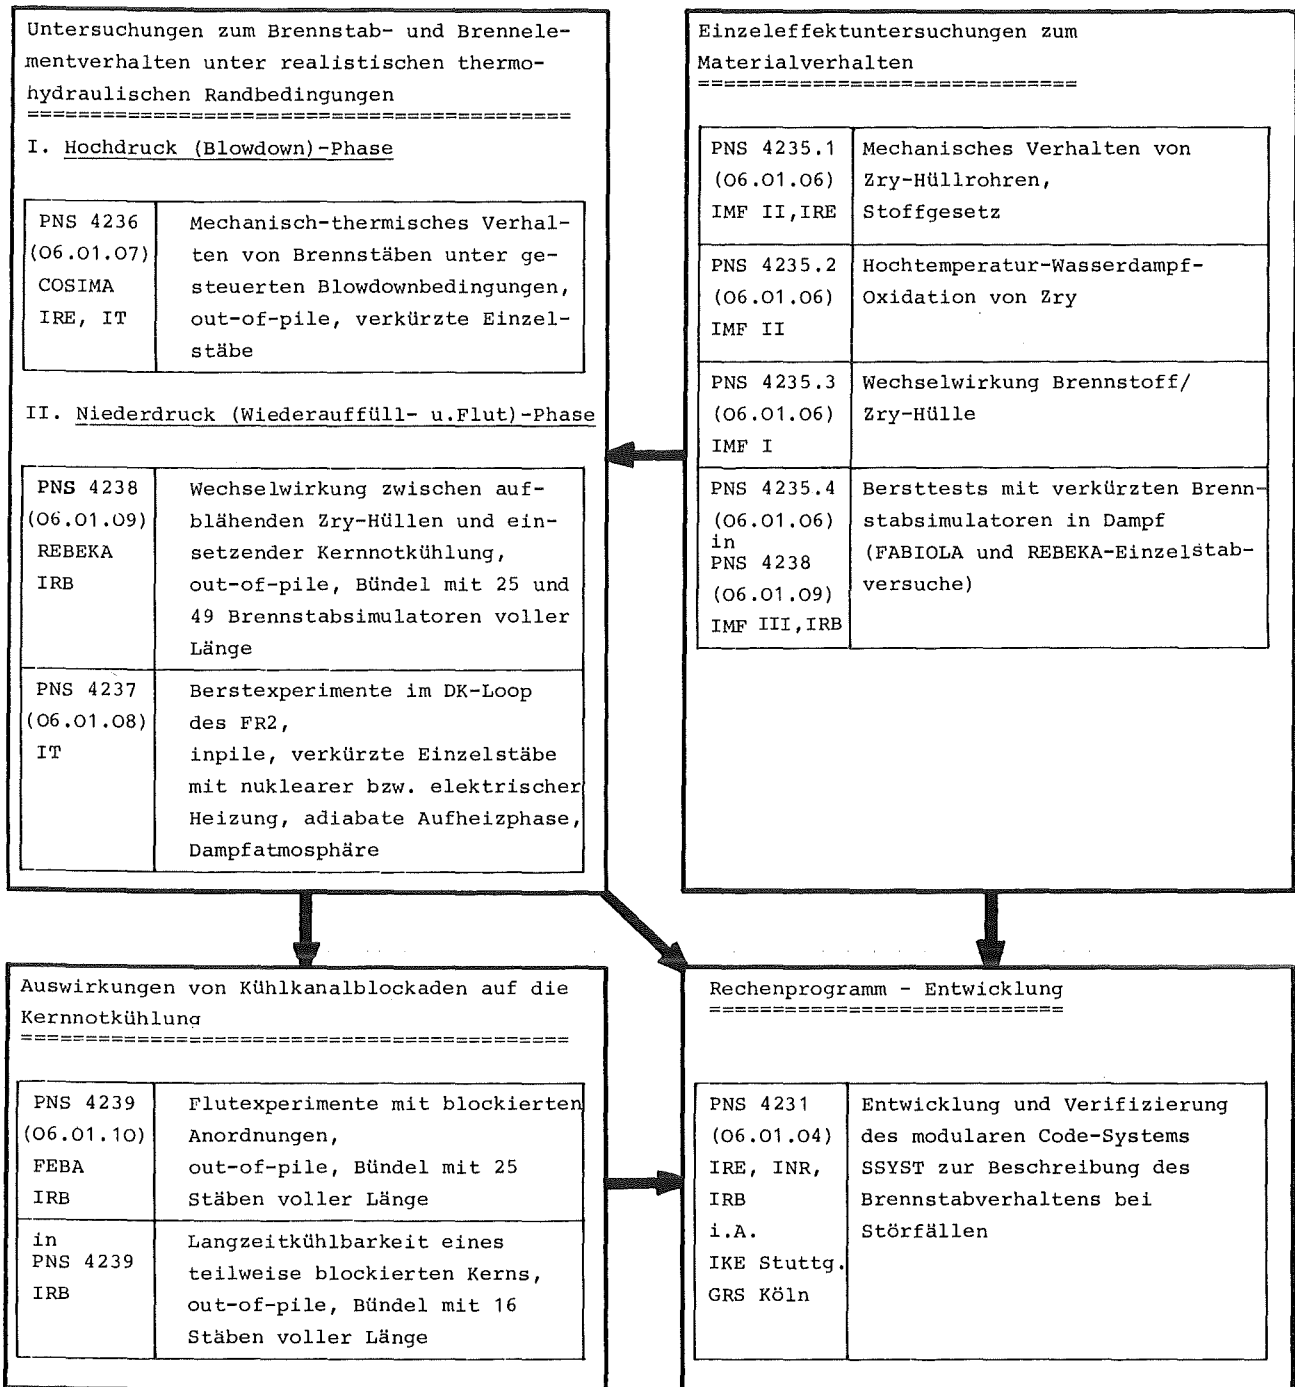 Untersuchungen zum Brennstab- und Brennele-
mentverhalten unter realistischen thermo-
hydraulischen Randbedingungen
==========================================
I. Hochdruck (Blowdown)-Phase
PNS 4236
(06.01.07)
COSIMA
IRE, IT
Mechanisch-thermisches Verhal-
ten von Brennstäben unter ge-
steuerten Blowdownbedingungen,
out-of-pile, verkürzte Einzel-
stäbe
II. Niederdruck (Wiederauffüll- u.Flut)-Phase
PNS 4238
(06.01.09)
REBEKA
IRB
Wechselwirkung zwischen auf-
blähenden Zry-Hüllen und ein-
setzender Kernnotkühlung,
out-of-pile, Bündel mit 25 und
49 Brennstabsimulatoren voller
Länge
PNS 4237
(06.01.08)
IT
Berstexperimente im DK-Loop
des FR2,
inpile, verkürzte Einzelstäbe
mit nuklearer bzw. elektrischer
Heizung, adiabate Aufheizphase,
Dampfatmosphäre
Einzeleffektuntersuchungen zum
Materialverhalten
=============================
PNS 4235.1
(06.01.06)
IMF II,IRE
Mechanisches Verhalten von
Zry-Hüllrohren,
Stoffgesetz
PNS 4235.2
(06.01.06)
IMF II
Hochtemperatur-Wasserdampf-
Oxidation von Zry
PNS 4235.3
(06.01.06)
IMF I
Wechselwirkung Brennstoff/
Zry-Hülle
PNS 4235.4
(06.01.06)
in
PNS 4238
(06.01.09)
IMF III,IRB
Bersttests mit verkürzten Brenn-
stabsimulatoren in Dampf
(FABIOLA und REBEKA-Einzelstab-
versuche)
Auswirkungen von Kühlkanalblockaden auf die
Kernnotkühlung
==========================================
PNS 4239
(06.01.10)
FEBA
IRB
Flutexperimente mit blockierten
Anordnungen,
out-of-pile, Bündel mit 25
Stäben voller Länge
in
PNS 4239
IRB
Langzeitkühlbarkeit eines
teilweise blockierten Kerns,
out-of-pile, Bündel mit 16
Stäben voller Länge
Rechenprogramm - Entwicklung
===========================
PNS 4231
(06.01.04)
IRE, INR,
IRB
i.A.
IKE Stuttg.
GRS Köln
Entwicklung und Verifizierung
des modularen Code-Systems
SSYST zur Beschreibung des
Brennstabverhaltens bei
Störfällen